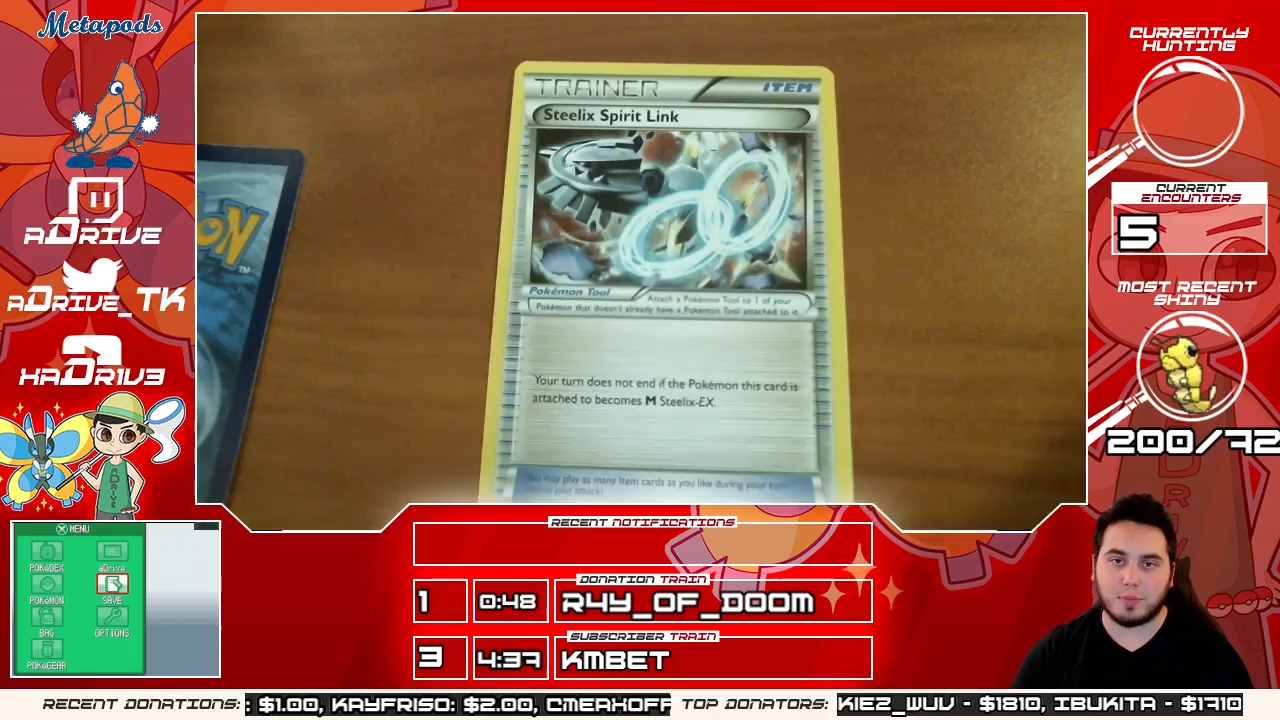 Metapods
aDrive
aDrive_TK
xaDr1v3
MENU
POKéDEX
aDrive
POKéMON
SAVE
BAG
OPTIONS
POKéGEAR
TRAINER
ITEM
Steelix Spirit Link
Pokémon Tool
Attach a Pokémon Tool to 1 of your
Pokémon that doesn't already have a Pokémon Tool attached to it.
Your turn does not end if the Pokémon this card is
attached to becomes M Steelix-EX.
You may play as many Item cards as you like during your
CURRENTLY
HUNTING
CURRENT
ENCOUNTERS
5
MOST RECENT
SHINY
200/72
RECENT NOTIFICATIONS
DONATION TRAIN
1
0:48
R4Y_OF_DOOM
SUBSCRIBER TRAIN
3
4:37
KMBET
RECENT DONATIONS:
: $1.00, KAYFRISO: $2.00, CMEAHOFF
TOP DONATORS:
KIEZ_WUV - $1810, IBUKITA - $1710